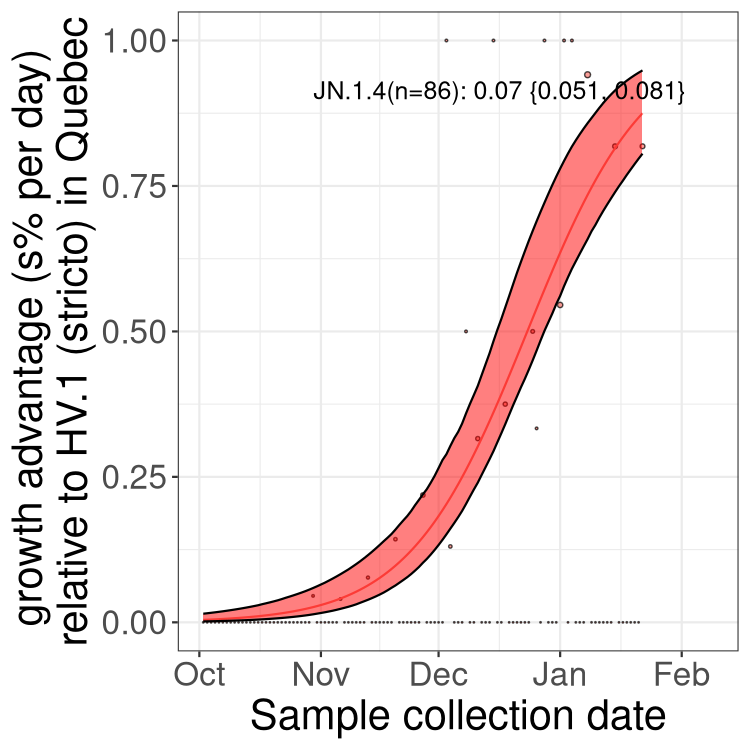 growth advantage (s% per day)
relative to HV.1 (stricto) in Quebec
1.00
0.75
0.50
0.25
0.00
JN.1.4(n=86): 0.07 {0.051, 0.081}
Oct Nov Dec Jan Feb
Sample collection date